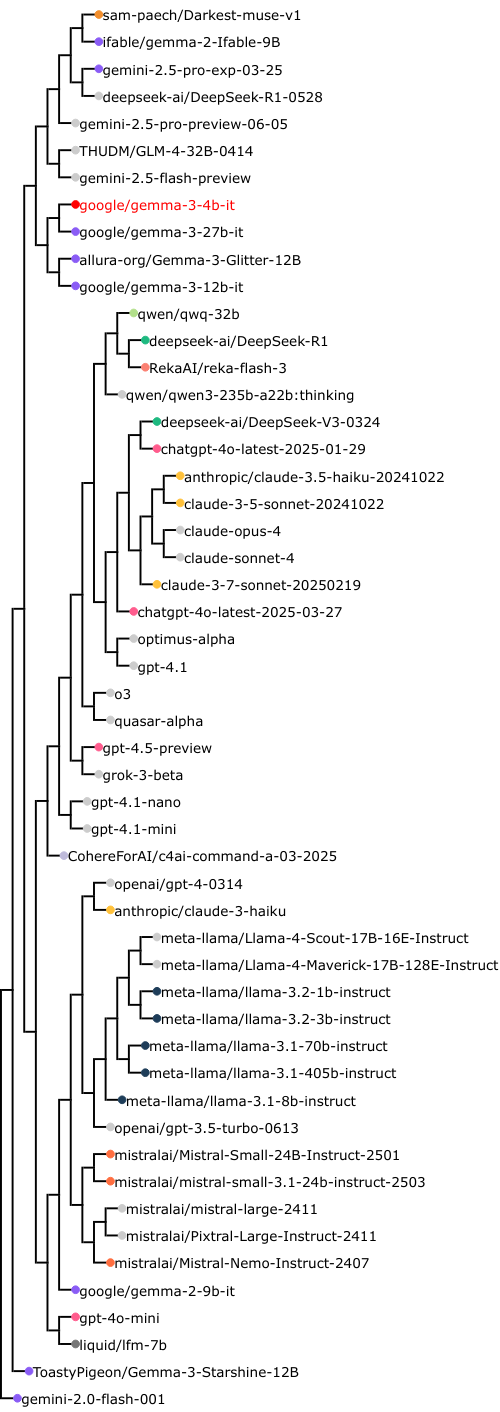 sam-paech/Darkest-muse-v1
ifable/gemma-2-Ifable-9B
gemini-2.5-pro-exp-03-25
deepseek-ai/DeepSeek-R1-0528
gemini-2.5-pro-preview-06-05
THUDM/GLM-4-32B-0414
gemini-2.5-flash-preview
google/gemma-3-4b-it
google/gemma-3-27b-it
allura-org/Gemma-3-Glitter-12B
google/gemma-3-12b-it
qwen/qwq-32b
deepseek-ai/DeepSeek-R1
RekaAI/reka-flash-3
qwen/qwen3-235b-a22b:thinking
deepseek-ai/DeepSeek-V3-0324
chatgpt-4o-latest-2025-01-29
anthropic/claude-3.5-haiku-20241022
claude-3-5-sonnet-20241022
claude-opus-4
claude-sonnet-4
claude-3-7-sonnet-20250219
chatgpt-4o-latest-2025-03-27
optimus-alpha
gpt-4.1
o3
quasar-alpha
gpt-4.5-preview
grok-3-beta
gpt-4.1-nano
gpt-4.1-mini
CohereForAI/c4ai-command-a-03-2025
openai/gpt-4-0314
anthropic/claude-3-haiku
meta-llama/Llama-4-Scout-17B-16E-Instruct
meta-llama/Llama-4-Maverick-17B-128E-Instruct
meta-llama/llama-3.2-1b-instruct
meta-llama/llama-3.2-3b-instruct
meta-llama/llama-3.1-70b-instruct
meta-llama/llama-3.1-405b-instruct
meta-llama/llama-3.1-8b-instruct
openai/gpt-3.5-turbo-0613
mistralai/Mistral-Small-24B-Instruct-2501
mistralai/mistral-small-3.1-24b-instruct-2503
mistralai/mistral-large-2411
mistralai/Pixtral-Large-Instruct-2411
mistralai/Mistral-Nemo-Instruct-2407
google/gemma-2-9b-it
gpt-4o-mini
liquid/lfm-7b
ToastyPigeon/Gemma-3-Starshine-12B
gemini-2.0-flash-001